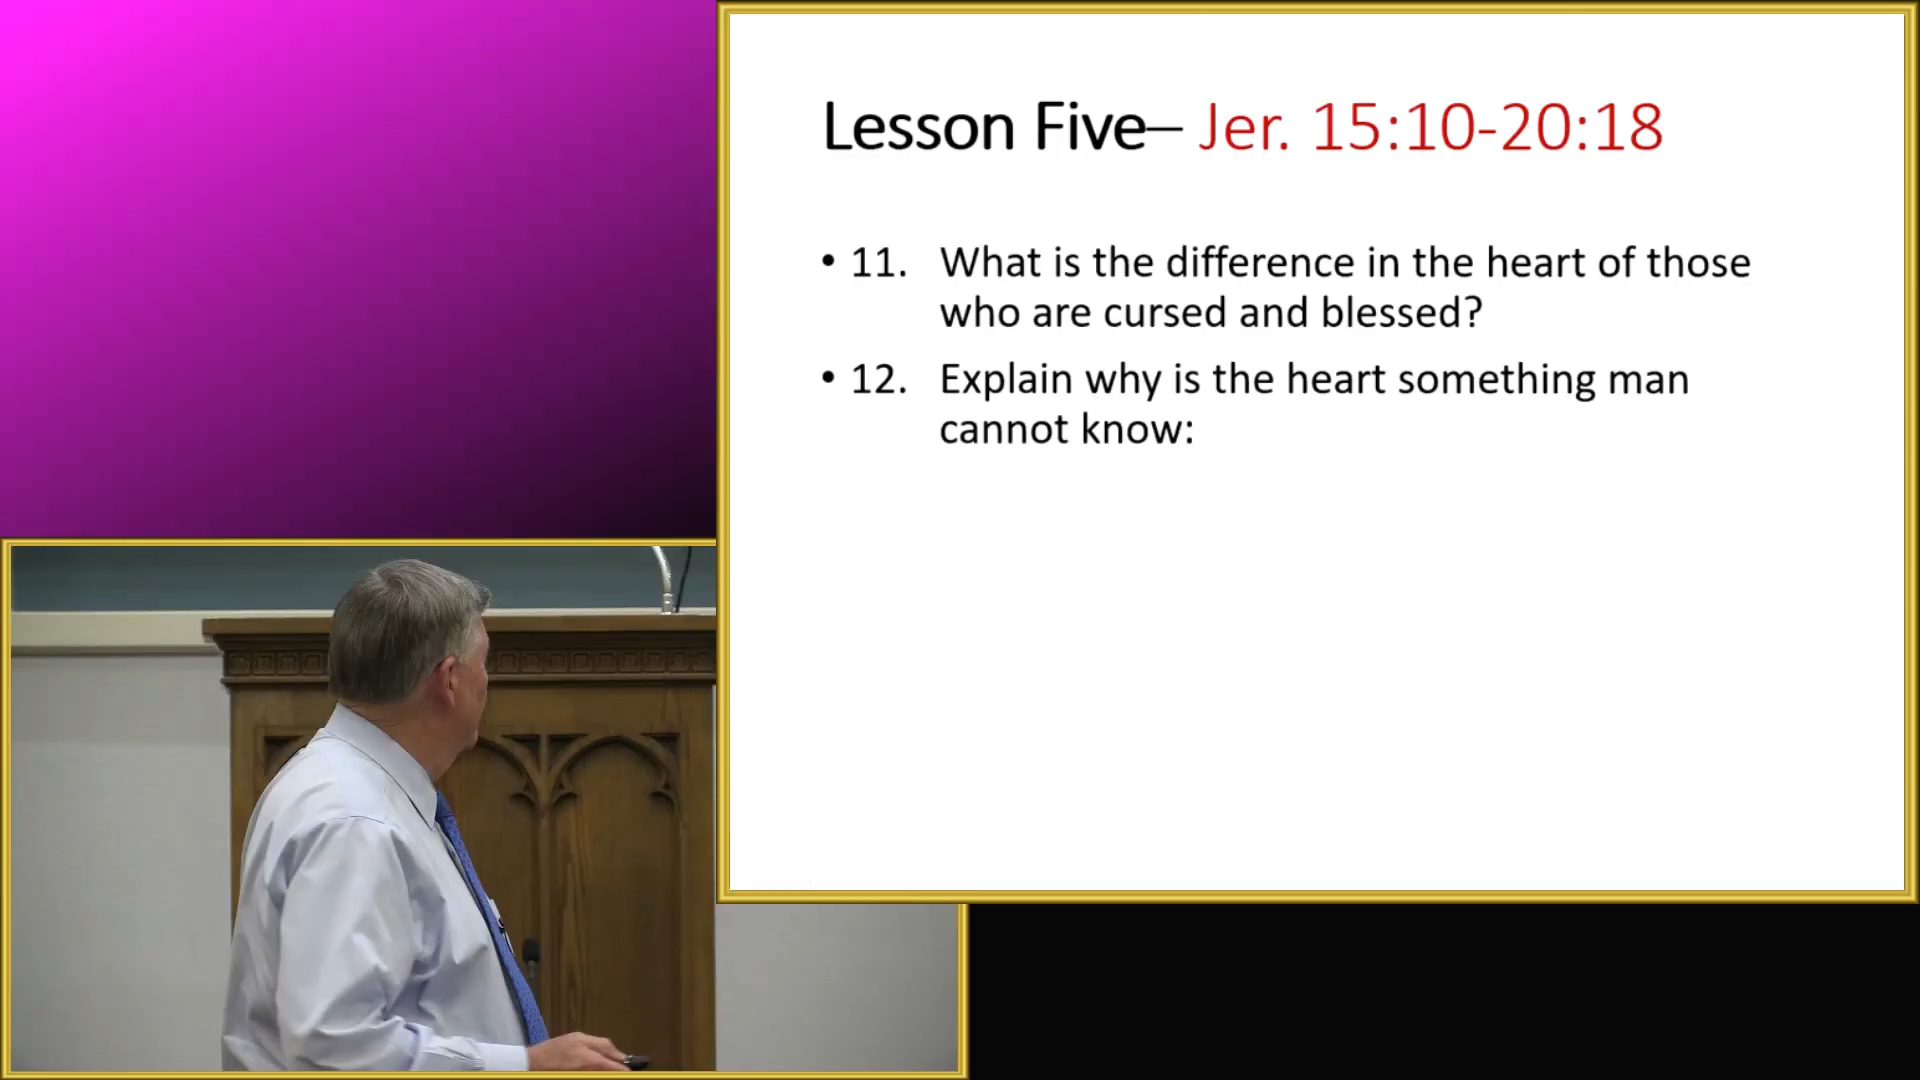 Lesson Five– Jer. 15:10-20:18
• 11. What is the difference in the heart of those
who are cursed and blessed?
• 12. Explain why is the heart something man
cannot know: